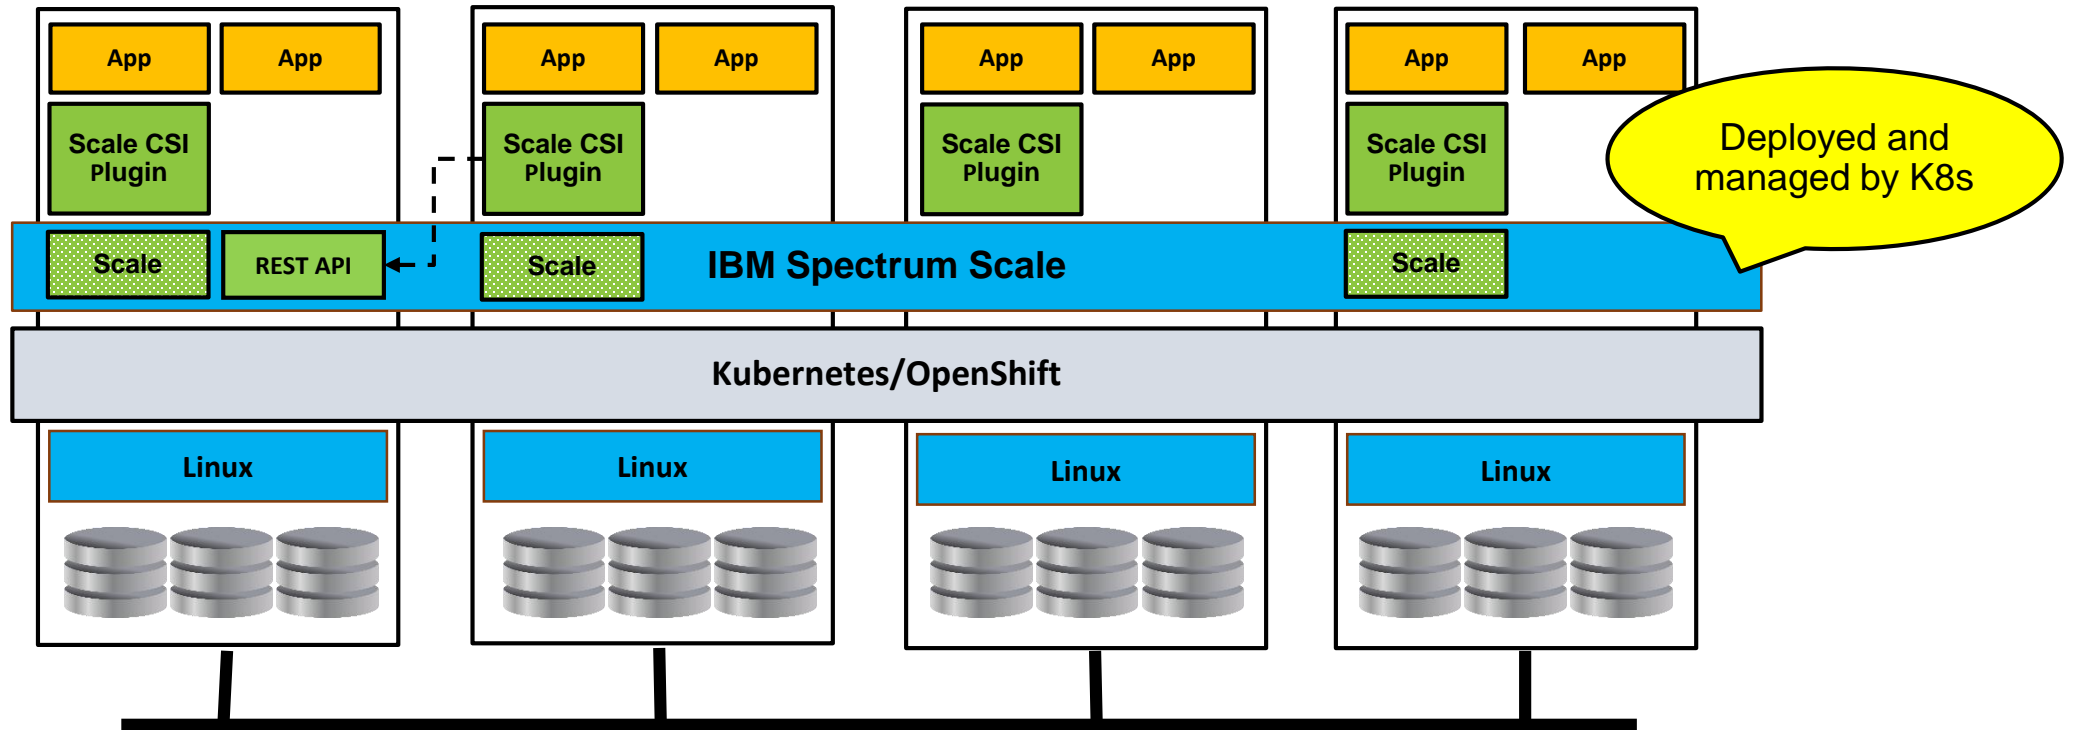 App
App
App
App
App
App
App
App
Scale CSI
Plugin
Scale CSI
Plugin
Scale CSI
Plugin
Scale CSI
Plugin
Deployed and
managed by K8s
Scale
REST API
Scale
IBM Spectrum Scale
Scale
Kubernetes/OpenShift
Linux
Linux
Linux
Linux